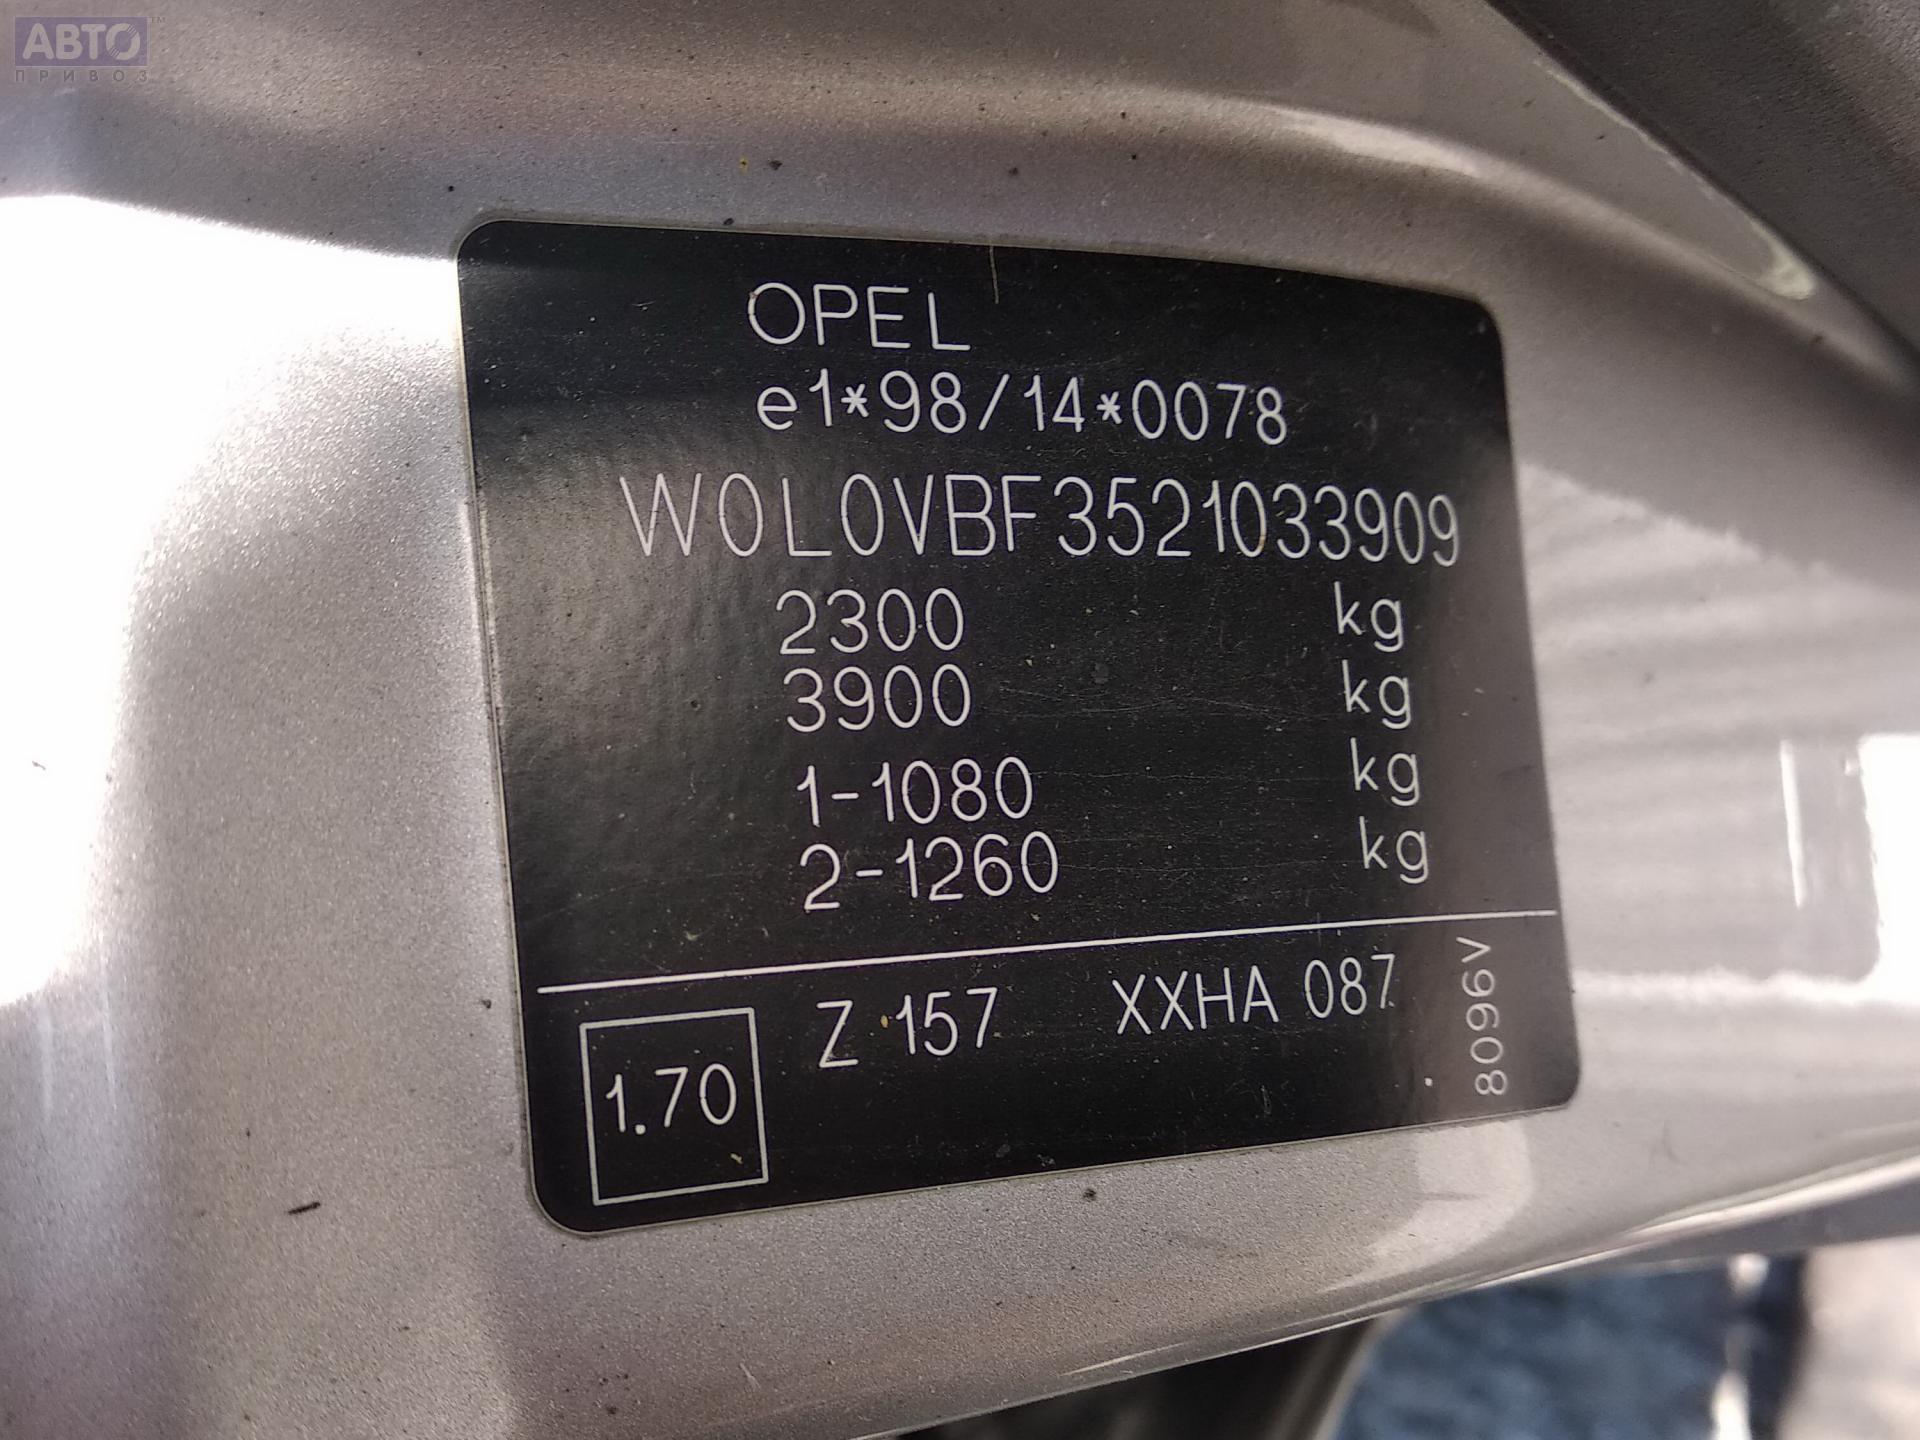 АВТО™
ПРИВОЗ
OPEL
e1*98/14*0078
W0L0VBF3521033909
2300 kg
3900 kg
1-1080 kg
2-1260 kg
1.70 Z 157 XXHA 087
8096V